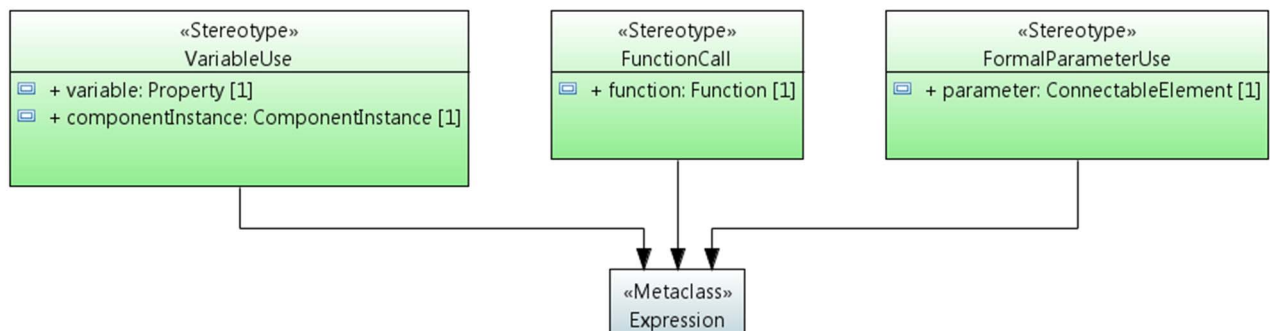 «Stereotype»
VariableUse
+ variable: Property [1]
+ componentInstance: ComponentInstance [1]
«Stereotype»
FunctionCall
+ function: Function [1]
«Stereotype»
FormalParameterUse
+ parameter: ConnectableElement [1]
«Metaclass»
Expression